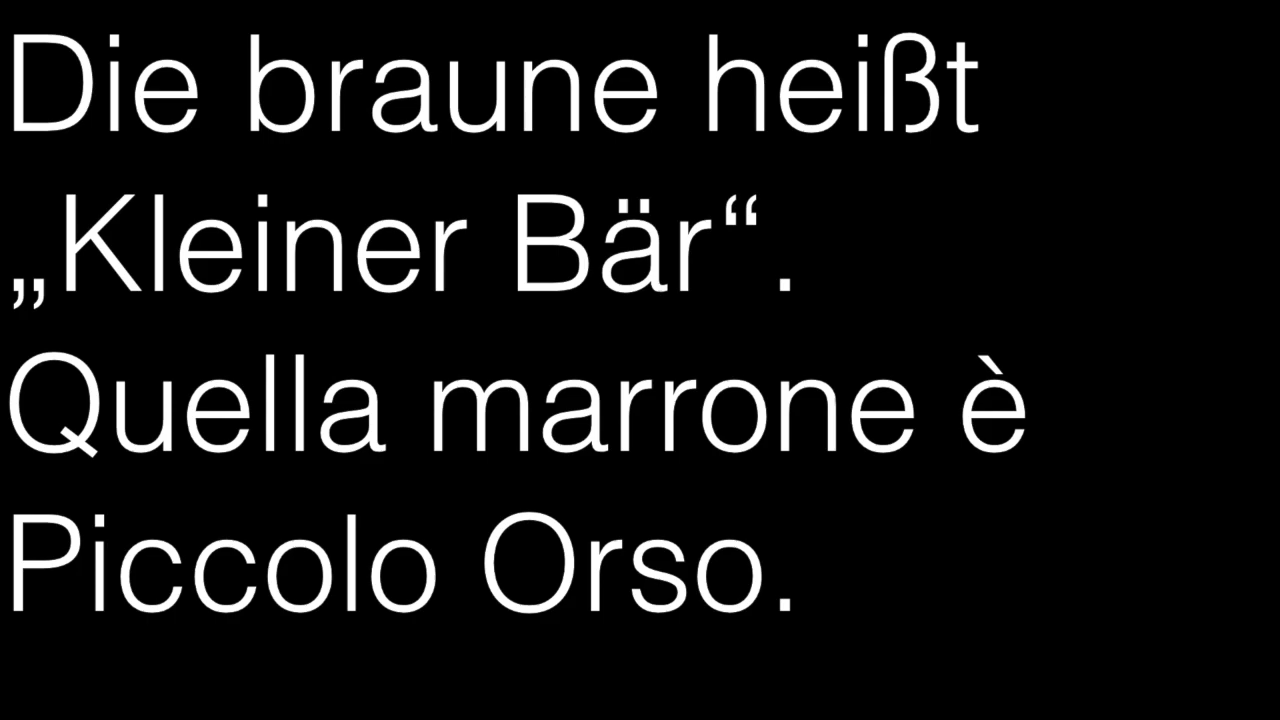 Die braune heißt
„Kleiner Bär“.
Quella marrone è
Piccolo Orso.